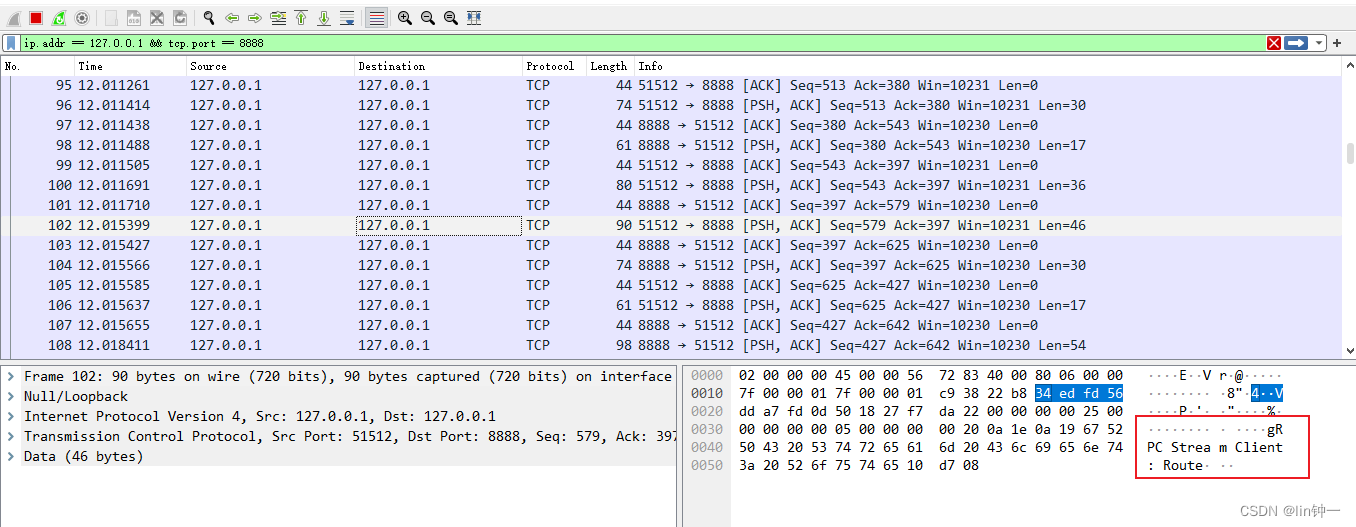 ip.addr == 127.0.0.1 && tcp.port == 8888
No. Time Source Destination Protocol Length Info
95 12.011261 127.0.0.1 127.0.0.1 TCP 44 51512 → 8888 [ACK] Seq=513 Ack=380 Win=10231 Len=0
96 12.011414 127.0.0.1 127.0.0.1 TCP 74 51512 → 8888 [PSH, ACK] Seq=513 Ack=380 Win=10231 Len=30
97 12.011438 127.0.0.1 127.0.0.1 TCP 44 8888 → 51512 [ACK] Seq=380 Ack=543 Win=10230 Len=0
98 12.011488 127.0.0.1 127.0.0.1 TCP 61 8888 → 51512 [PSH, ACK] Seq=380 Ack=543 Win=10230 Len=17
99 12.011505 127.0.0.1 127.0.0.1 TCP 44 51512 → 8888 [ACK] Seq=543 Ack=397 Win=10231 Len=0
100 12.011691 127.0.0.1 127.0.0.1 TCP 80 51512 → 8888 [PSH, ACK] Seq=543 Ack=397 Win=10231 Len=36
101 12.011710 127.0.0.1 127.0.0.1 TCP 44 8888 → 51512 [ACK] Seq=397 Ack=579 Win=10230 Len=0
102 12.015399 127.0.0.1 127.0.0.1 TCP 90 51512 → 8888 [PSH, ACK] Seq=579 Ack=397 Win=10231 Len=46
103 12.015427 127.0.0.1 127.0.0.1 TCP 44 8888 → 51512 [ACK] Seq=397 Ack=625 Win=10230 Len=0
104 12.015566 127.0.0.1 127.0.0.1 TCP 74 8888 → 51512 [PSH, ACK] Seq=397 Ack=625 Win=10230 Len=30
105 12.015585 127.0.0.1 127.0.0.1 TCP 44 51512 → 8888 [ACK] Seq=625 Ack=427 Win=10230 Len=0
106 12.015637 127.0.0.1 127.0.0.1 TCP 61 51512 → 8888 [PSH, ACK] Seq=625 Ack=427 Win=10230 Len=17
107 12.015655 127.0.0.1 127.0.0.1 TCP 44 8888 → 51512 [ACK] Seq=427 Ack=642 Win=10230 Len=0
108 12.018411 127.0.0.1 127.0.0.1 TCP 98 8888 → 51512 [PSH, ACK] Seq=427 Ack=642 Win=10230 Len=54
Frame 102: 90 bytes on wire (720 bits), 90 bytes captured (720 bits) on interface
Null/Loopback
Internet Protocol Version 4, Src: 127.0.0.1, Dst: 127.0.0.1
Transmission Control Protocol, Src Port: 51512, Dst Port: 8888, Seq: 579, Ack: 397
Data (46 bytes)
0000 02 00 00 00 45 00 00 56 72 83 40 00 80 06 00 00 ····E··V r·@·····
0010 7f 00 00 01 7f 00 00 01 c9 38 22 b8 34 ed fd 56 ········ ·8"·4··V
0020 dd a7 fd 0d 50 18 27 f7 da 22 00 00 00 00 25 00 ····P·'· ·"····%·
0030 00 00 00 00 05 00 00 00 00 20 0a 1e 0a 19 67 52 ········ · ····gR
0040 50 43 20 53 74 72 65 61 6d 20 43 6c 69 65 6e 74 PC Strea m Client
0050 3a 20 52 6f 75 74 65 10 d7 08 : Route· ··
CSDN @lin钟一